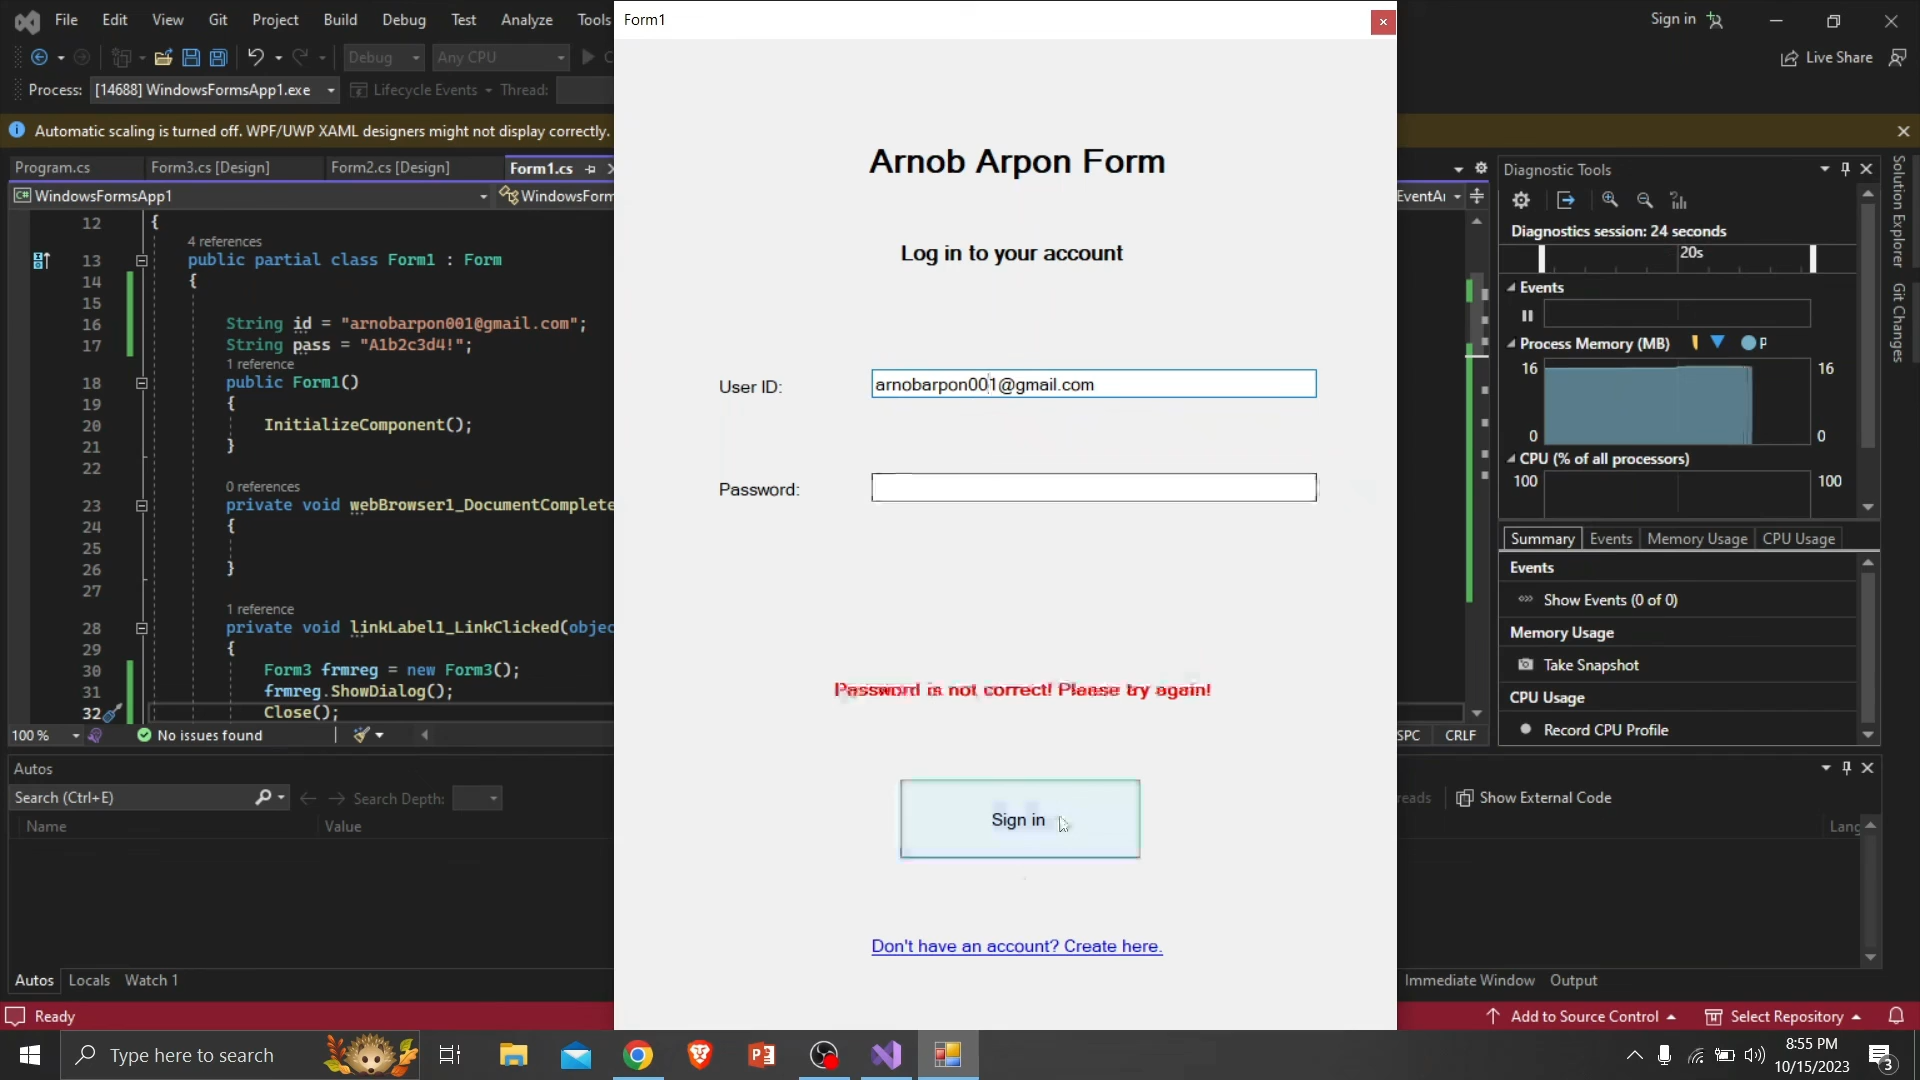 File Edit View Git Project Build Debug Test Analyze Tools
Form1
Sign in
Debug Any CPU
Live Share
Process: [14688] WindowsFormsApp1.exe Lifecycle Events Thread:
Automatic scaling is turned off. WPF/UWP XAML designers might not display correctly.
Program.cs Form3.cs [Design] Form2.cs [Design] Form1.cs
WindowsFormsApp1 WindowsForm
EventAr
12 {
4 references
13 public partial class Form1 : Form
14 {
15
16 String id = "arnobarpon001@gmail.com";
17 String pass = "A1b2c3d4!";
1 reference
18 public Form1()
19 {
20 InitializeComponent();
21 }
22
0 references
23 private void webBrowser1_DocumentComplete
24 {
25
26 }
27
1 reference
28 private void linkLabel1_LinkClicked(objec
29 {
30 Form3 frmreg = new Form3();
31 frmreg.ShowDialog();
32 Close();
100 % No issues found
SPC CRLF
Arnob Arpon Form
Log in to your account
User ID: arnobarpon001@gmail.com
Password:
Password is not correct! Please try again!
Sign in
Don't have an account? Create here.
Diagnostic Tools
Diagnostics session: 24 seconds
20s
Events
Process Memory (MB) P
16 16
0 0
CPU (% of all processors)
100 100
Summary Events Memory Usage CPU Usage
Events
Show Events (0 of 0)
Memory Usage
Take Snapshot
CPU Usage
Record CPU Profile
Solution Explorer
Git Changes
Autos
Search (Ctrl+E) Search Depth:
Name Value
reads Show External Code
Lang
Autos Locals Watch 1
Immediate Window Output
Ready
Add to Source Control Select Repository
Type here to search
8:55 PM
10/15/2023
3